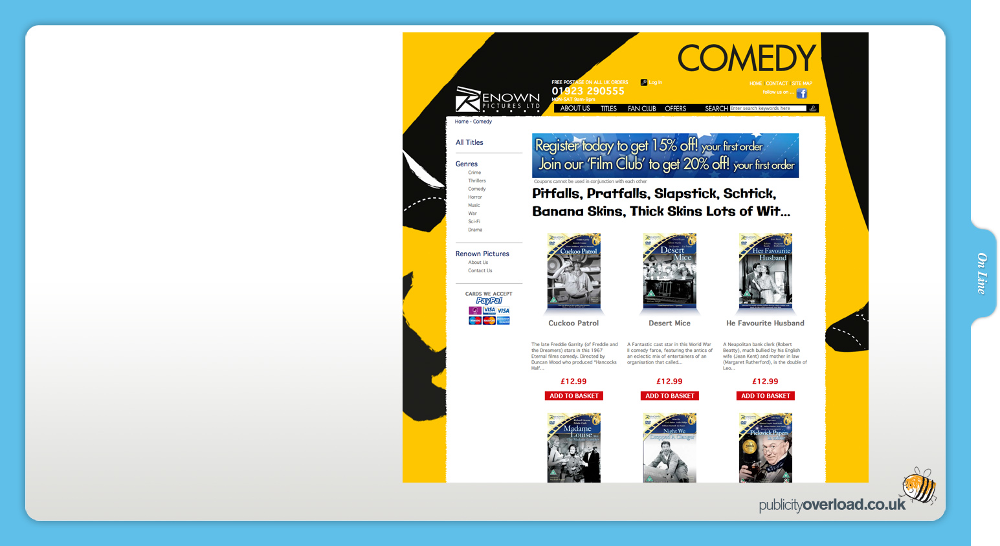 COMEDY
FREE POSTAGE ON ALL UK ORDERS
Log In
01923 290555
MON-SAT 9am-9pm
HOME | CONTACT | SITE MAP
follow us on ...
RENOWN
PICTURES LTD
ABOUT US TITLES FAN CLUB OFFERS SEARCH Enter search keywords here
Home - Comedy
All Titles
Genres
Crime
Thrillers
Comedy
Horror
Music
War
Sci-Fi
Drama
Renown Pictures
About Us
Contact Us
CARDS WE ACCEPT
PayPal
VISA VISA
Register today to get 15% off! your first order
Join our 'Film Club' to get 20% off! your first order
Coupons cannot be used in conjunction with each other
Pitfalls, Pratfalls, Slapstick, Schtick,
Banana Skins, Thick Skins Lots of Wit...
Cuckoo Patrol
Desert
Mice
Her Favourite
Husband
Cuckoo Patrol
Desert Mice
He Favourite Husband
The late Freddie Garrity (of Freddie and
the Dreamers) stars in this 1967
Eternal films comedy. Directed by
Duncan Wood who produced "Hancocks
Half...
A Fantastic cast star in this World War
II comedy farce, featuring the antics of
an eclectic mix of entertainers of an
organisation that called...
A Neapolitan bank clerk (Robert
Beatty), much bullied by his English
wife (Jean Kent) and mother in law
(Margaret Rutherford), is the double of
Leo...
£12.99
£12.99
£12.99
ADD TO BASKET
ADD TO BASKET
ADD TO BASKET
Madame
Louise
Night We
Dropped A Clanger
Pickwick Papers
in colour
On Line
publicityoverload.co.uk